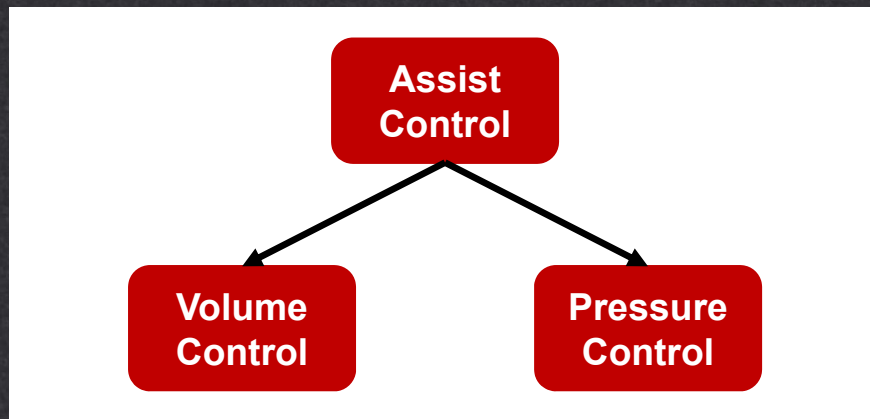 Assist
Control
Volume
Control
Pressure
Control